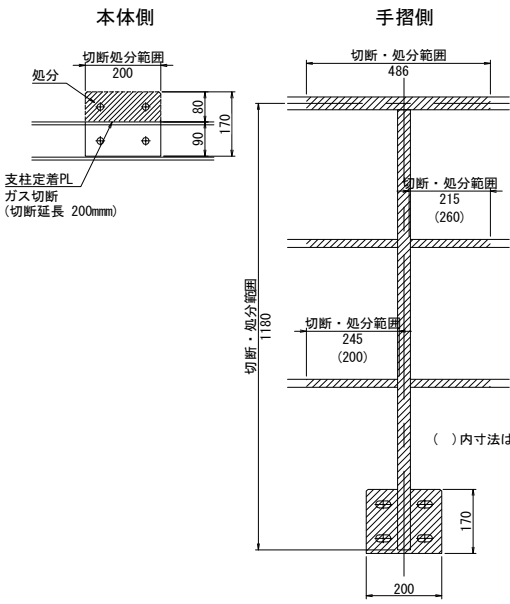 本体側
手摺側
切断処分範囲
200
処分
80
90
170
支柱定着PL
ガス切断
(切断延長 200mmm)
切断・処分範囲
486
切断・処分範囲
215
(260)
切断・処分範囲
1180
切断・処分範囲
245
(200)
( )内寸法は
170
200